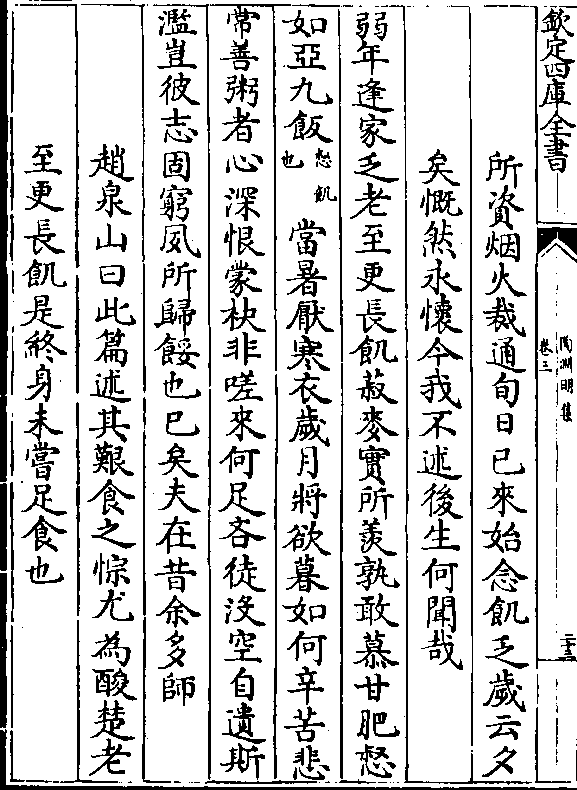 欽定四庫全書
陶淵明集
卷三
二十三
所資烟火裁通旬日已來始念飢乏歲云夕
矣慨然永懷今我不述後生何聞哉
弱年逢家乏老至更長飢菽麥實所羨孰敢慕甘肥惄
如亞九飯愁飢也當暑厭寒衣歲月將欲暮如何辛苦悲
常善粥者心深恨蒙袂非嗟來何足吝徒沒空自遺斯
濫豈彼志固窮夙所歸餒也已矣夫在昔余多師
趙泉山曰此篇述其艱食之悰尤為酸楚老
至更長飢是終身未嘗足食也